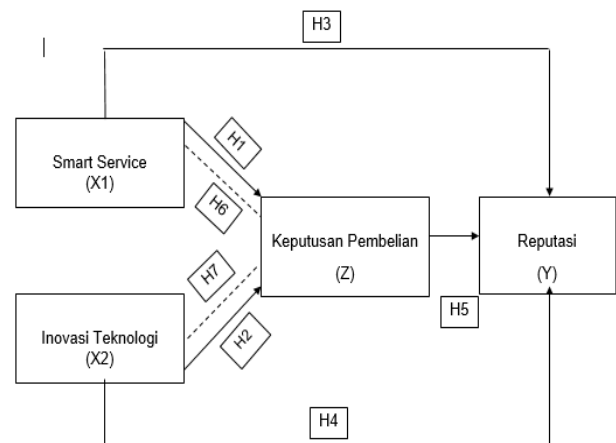 H3
Smart Service
(X1)
H1
H6
Keputusan Pembelian
(Z)
Reputasi
(Y)
H7
H2
H5
Inovasi Teknologi
(X2)
H4